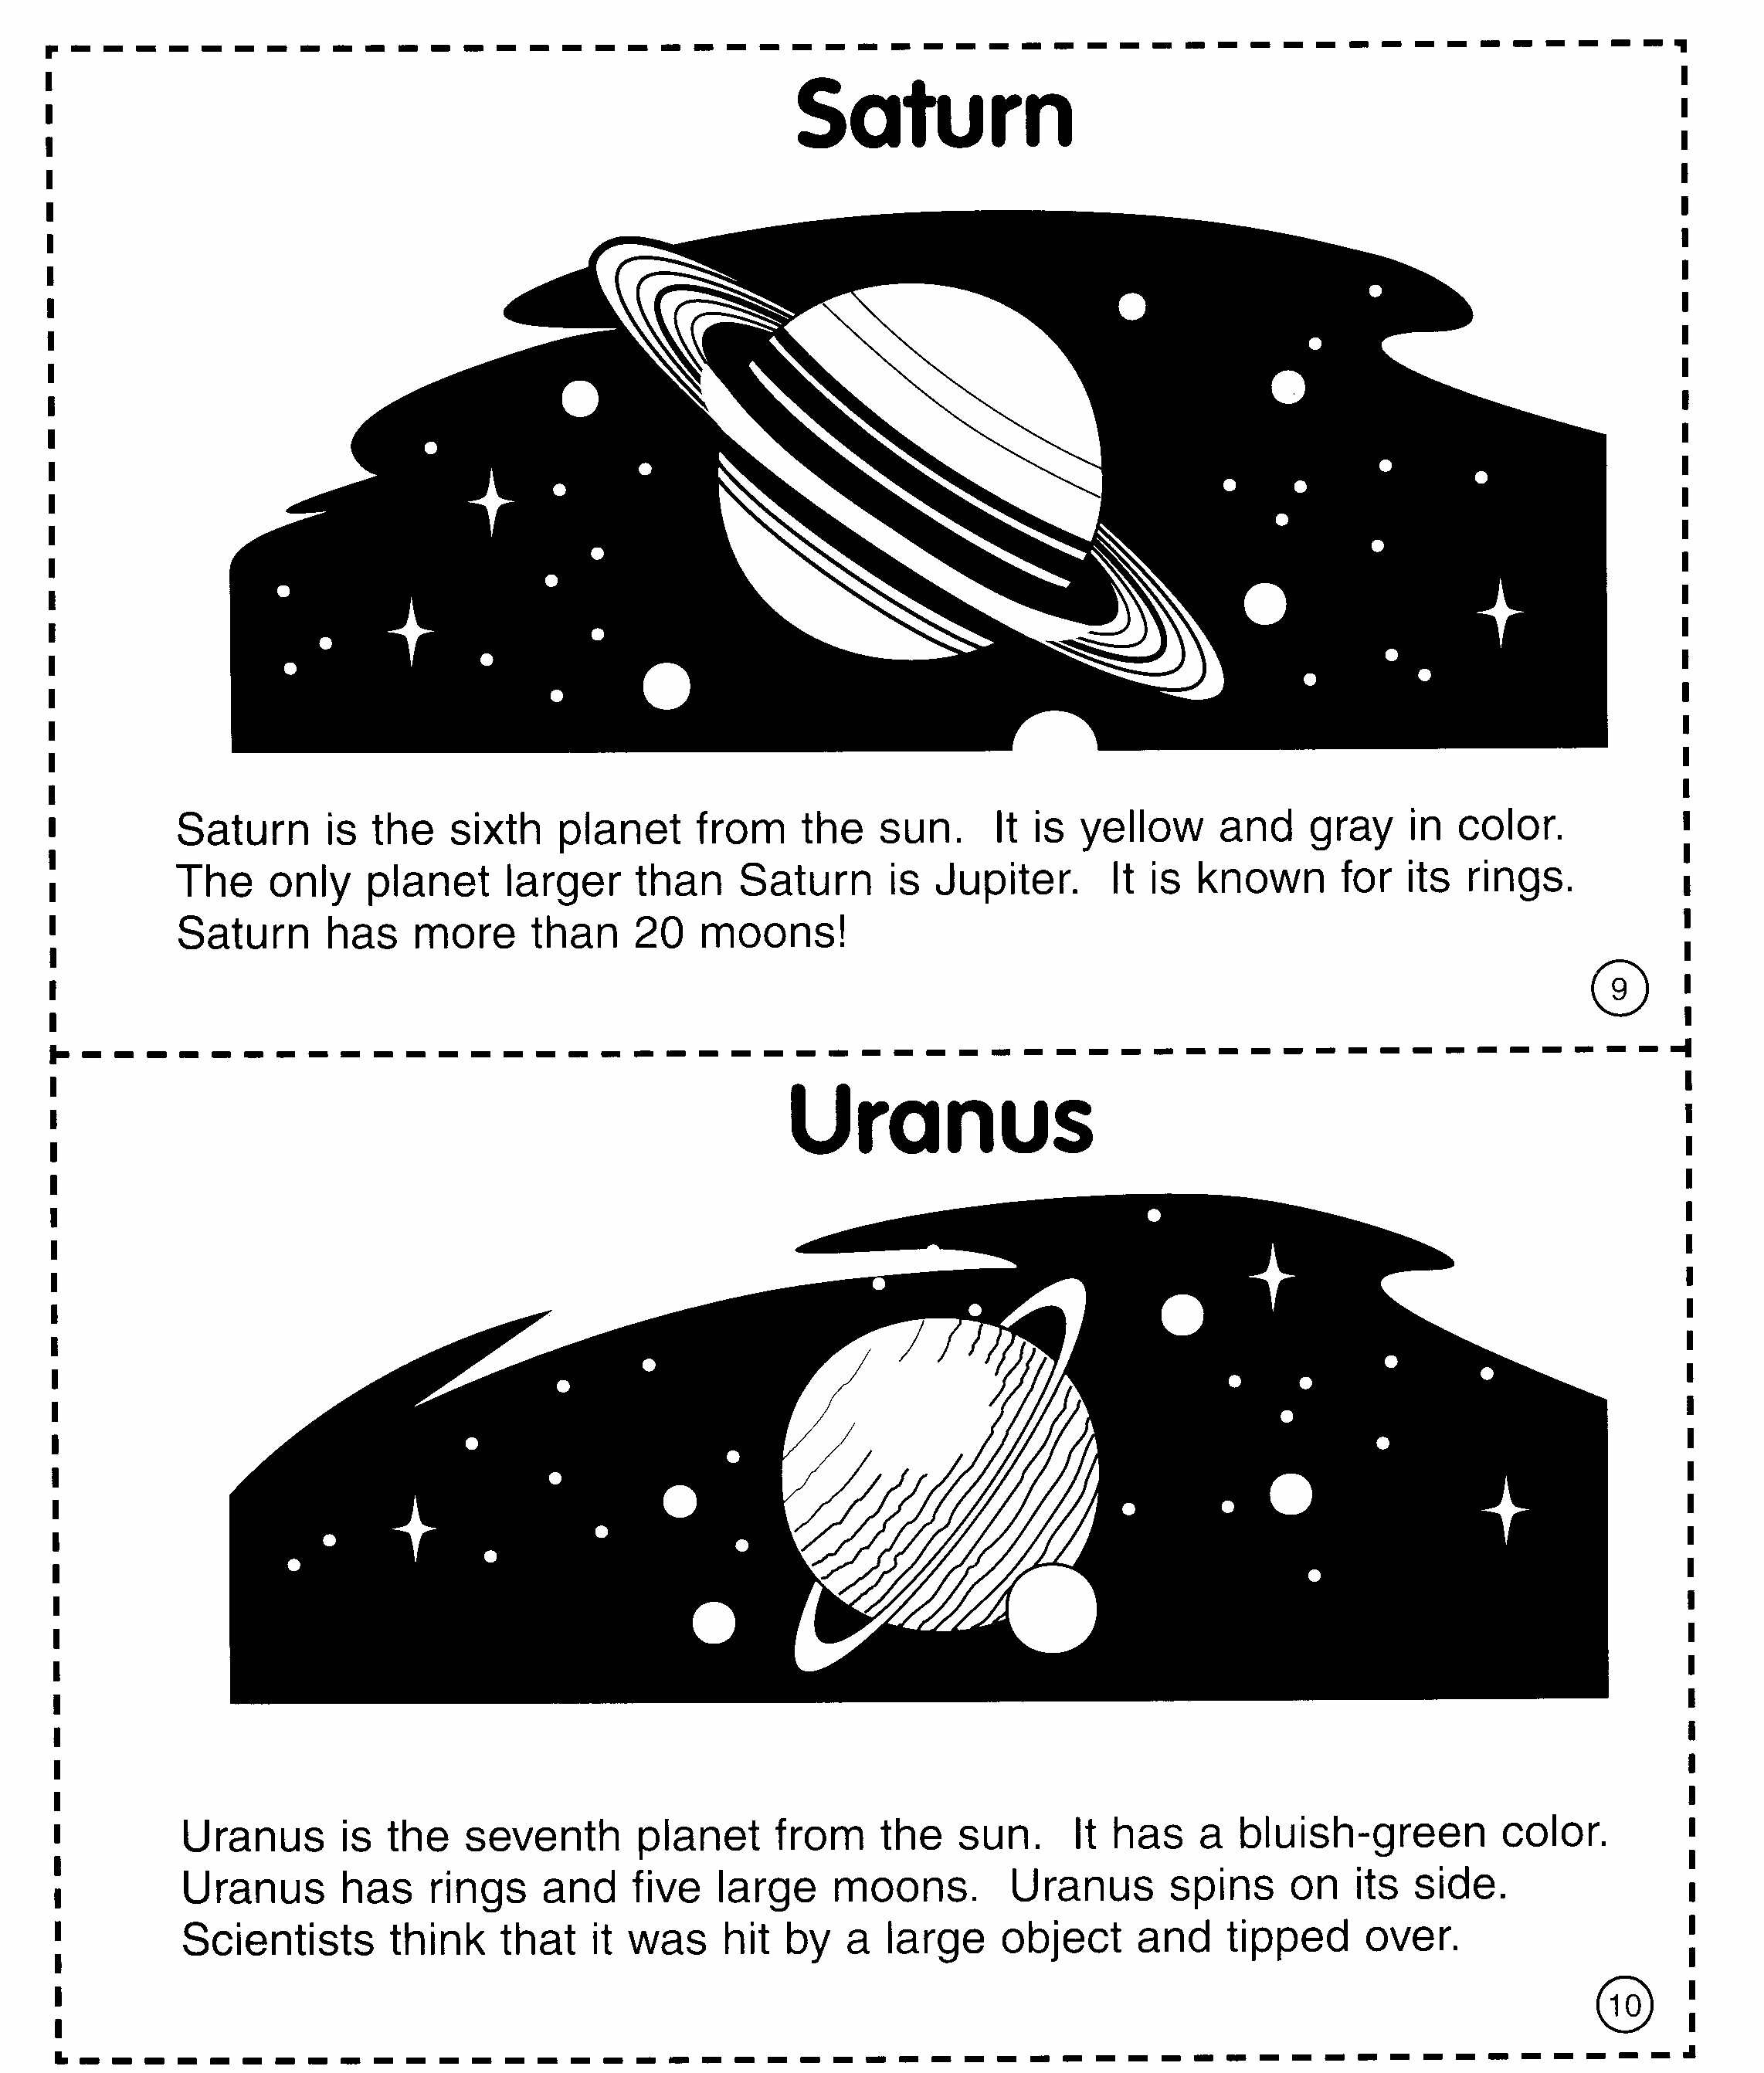 Saturn
Saturn is the sixth planet from the sun. It is yellow and gray in color.
The only planet larger than Saturn is Jupiter. It is known for its rings.
Saturn has more than 20 moons!
9
Uranus
Uranus is the seventh planet from the sun. It has a bluish-green color.
Uranus has rings and five large moons. Uranus spins on its side.
Scientists think that it was hit by a large object and tipped over.
10